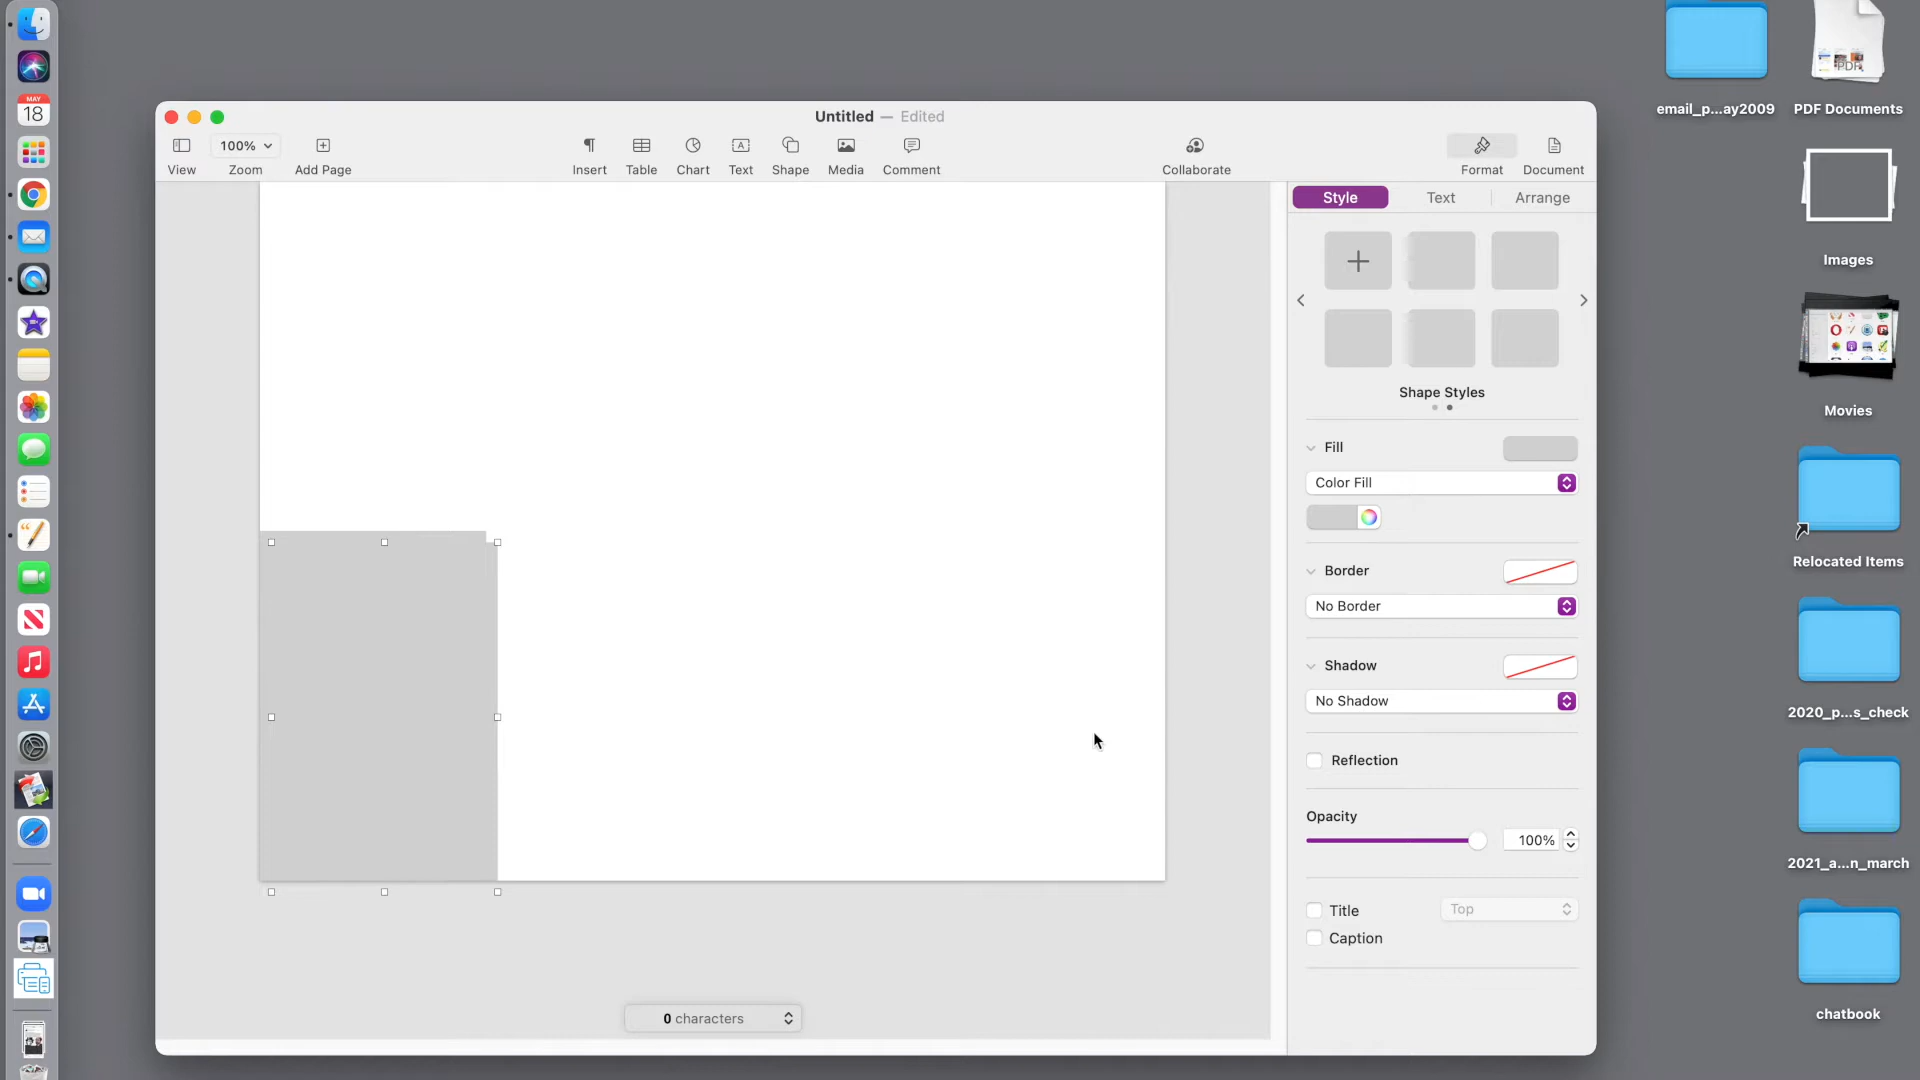 MAY
18
Untitled — Edited
100%
View
Zoom
Add Page
Insert
Table
Chart
Text
Shape
Media
Comment
Collaborate
Format
Document
Style
Text
Arrange
Shape Styles
Fill
Color Fill
Border
No Border
Shadow
No Shadow
Reflection
Opacity
100%
Title
Top
Caption
0 characters
email_p...ay2009
PDF
PDF Documents
Images
Movies
Relocated Items
2020_p...s_check
2021_a...n_march
chatbook